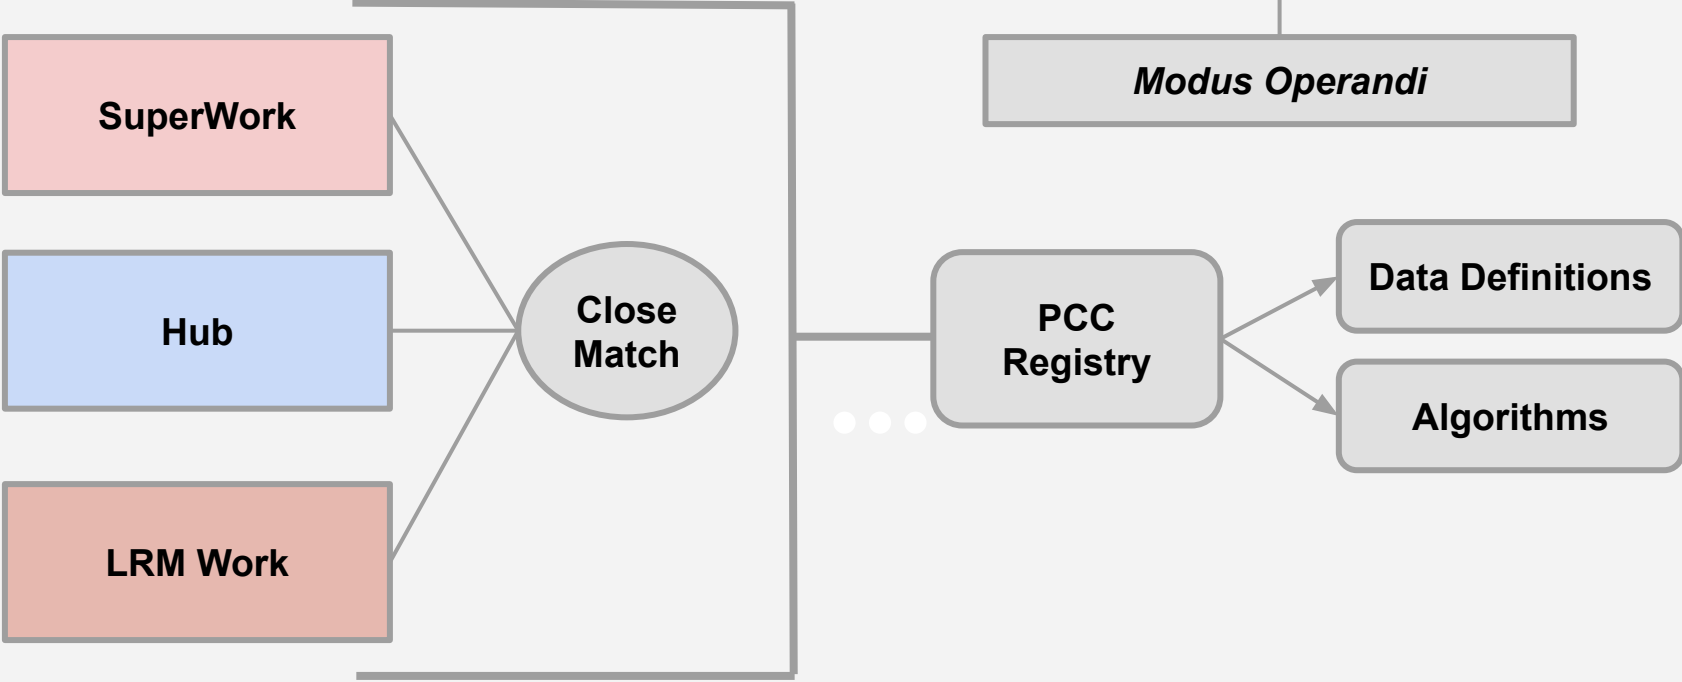 SuperWork
Hub
LRM Work
Close
Match
Modus Operandi
PCC
Registry
Data Definitions
Algorithms